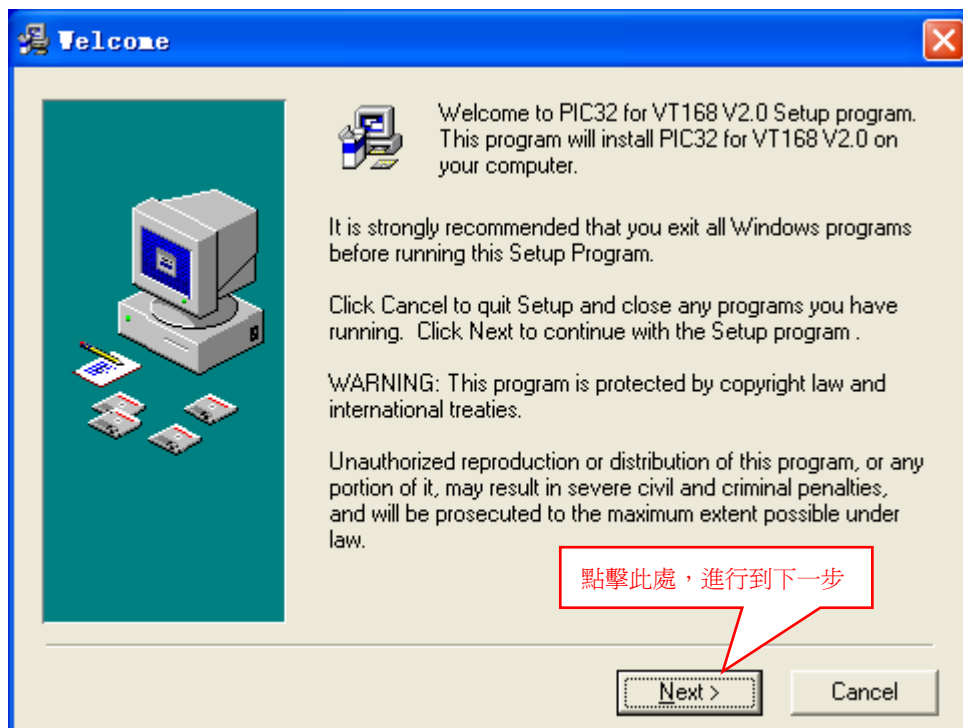 Welcome
Welcome to PIC32 for VT168 V2.0 Setup program.
This program will install PIC32 for VT168 V2.0 on
your computer.
It is strongly recommended that you exit all Windows programs
before running this Setup Program.
Click Cancel to quit Setup and close any programs you have
running.  Click Next to continue with the Setup program .
WARNING: This program is protected by copyright law and
international treaties.
Unauthorized reproduction or distribution of this program, or any
portion of it, may result in severe civil and criminal penalties,
and will be prosecuted to the maximum extent possible under
law.
點擊此處，進行到下一步
Next >
Cancel